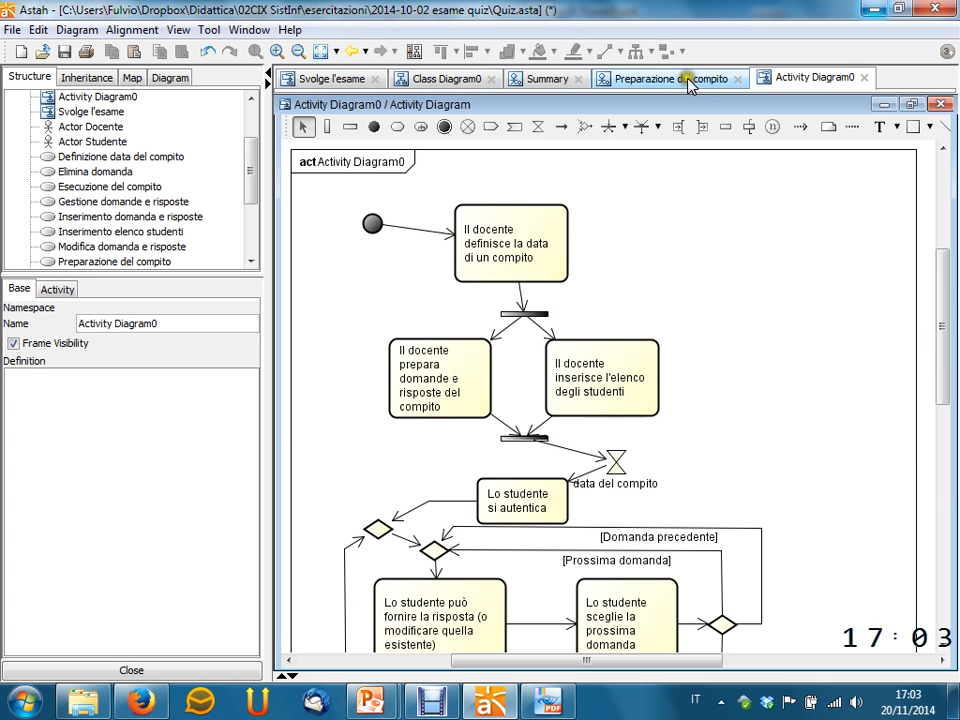 Astah - [C:\Users\Fulvio\Dropbox\Didattica\02CIX SistInf\esercitazioni\2014-10-02 esame quiz\Quiz.asta] (*)
File Edit Diagram Alignment View Tool Window Help
3
Structure Inheritance Map Diagram
Svolge l'esame Class Diagram0 Summary Preparazione del compito Activity Diagram0
Activity Diagram0
Svolge l'esame
Actor Docente
Actor Studente
Definizione data del compito
Elimina domanda
Esecuzione del compito
Gestione domande e risposte
Inserimento domanda e risposte
Inserimento elenco studenti
Modifica domanda e risposte
Preparazione del compito
Base Activity
Namespace
Name Activity Diagram0
Frame Visibility
Definition
Close
Activity Diagram0 / Activity Diagram
T
act Activity Diagram0
Il docente
definisce la data
di un compito
Il docente
prepara
domande e
risposte del
compito
Il docente
inserisce l'elenco
degli studenti
data del compito
Lo studente
si autentica
[Domanda precedente]
[Prossima domanda]
Lo studente può
fornire la risposta (o
modificare quella
esistente)
Lo studente
sceglie la
prossima
domanda
17:03
IT
17:03
20/11/2014